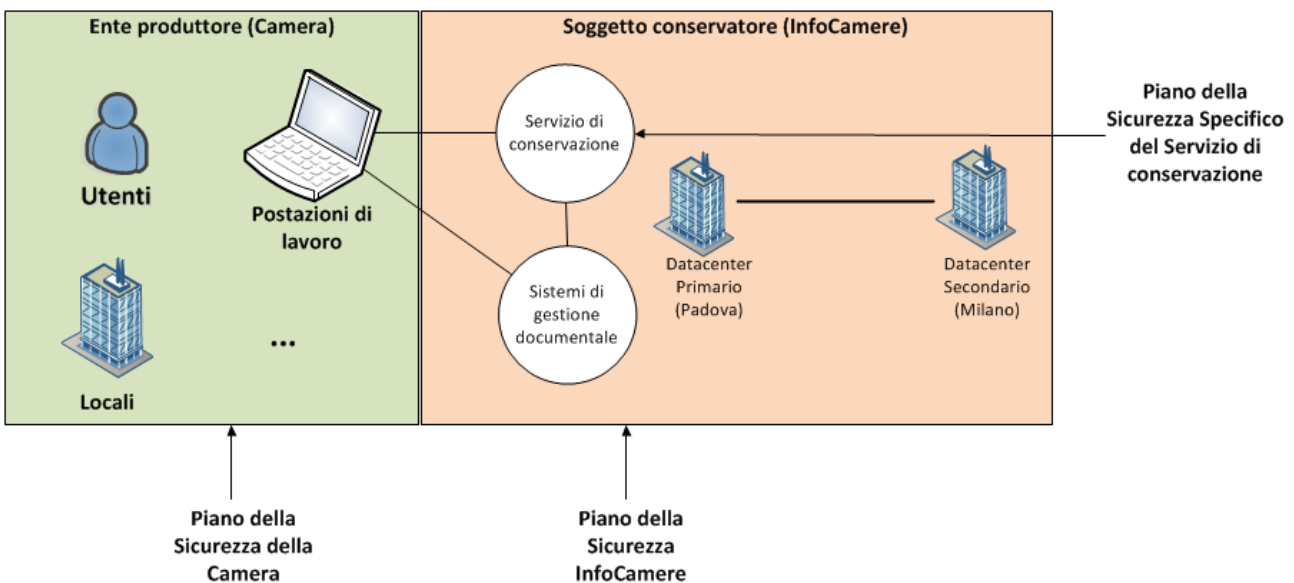 Ente produttore (Camera)
Soggetto conservatore (InfoCamere)
Utenti
Postazioni di
lavoro
Locali
...
Servizio di
conservazione
Sistemi di
gestione
documentale
Datacenter
Primario
(Padova)
Datacenter
Secondario
(Milano)
Piano della
Sicurezza Specifico
del Servizio di
conservazione
Piano della
Sicurezza della
Camera
Piano della
Sicurezza
InfoCamere